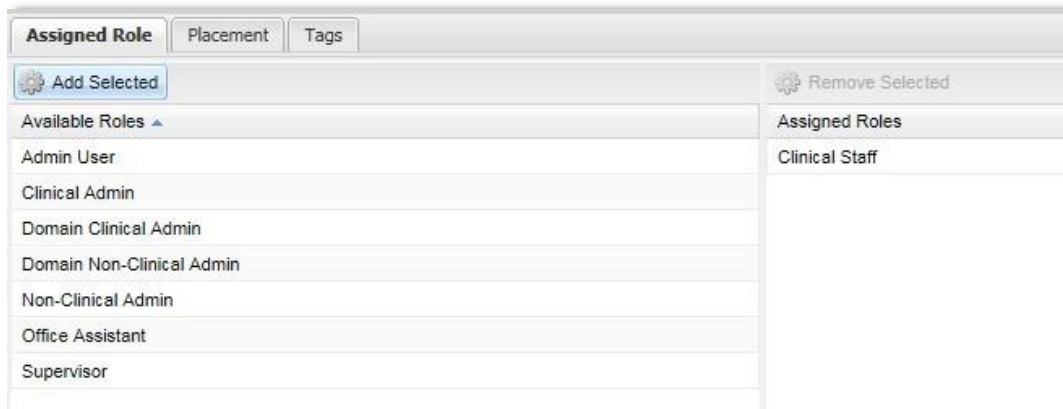 Assigned Role Placement Tags
Add Selected
Remove Selected
Available Roles
Assigned Roles
Admin User
Clinical Staff
Clinical Admin
Domain Clinical Admin
Domain Non-Clinical Admin
Non-Clinical Admin
Office Assistant
Supervisor